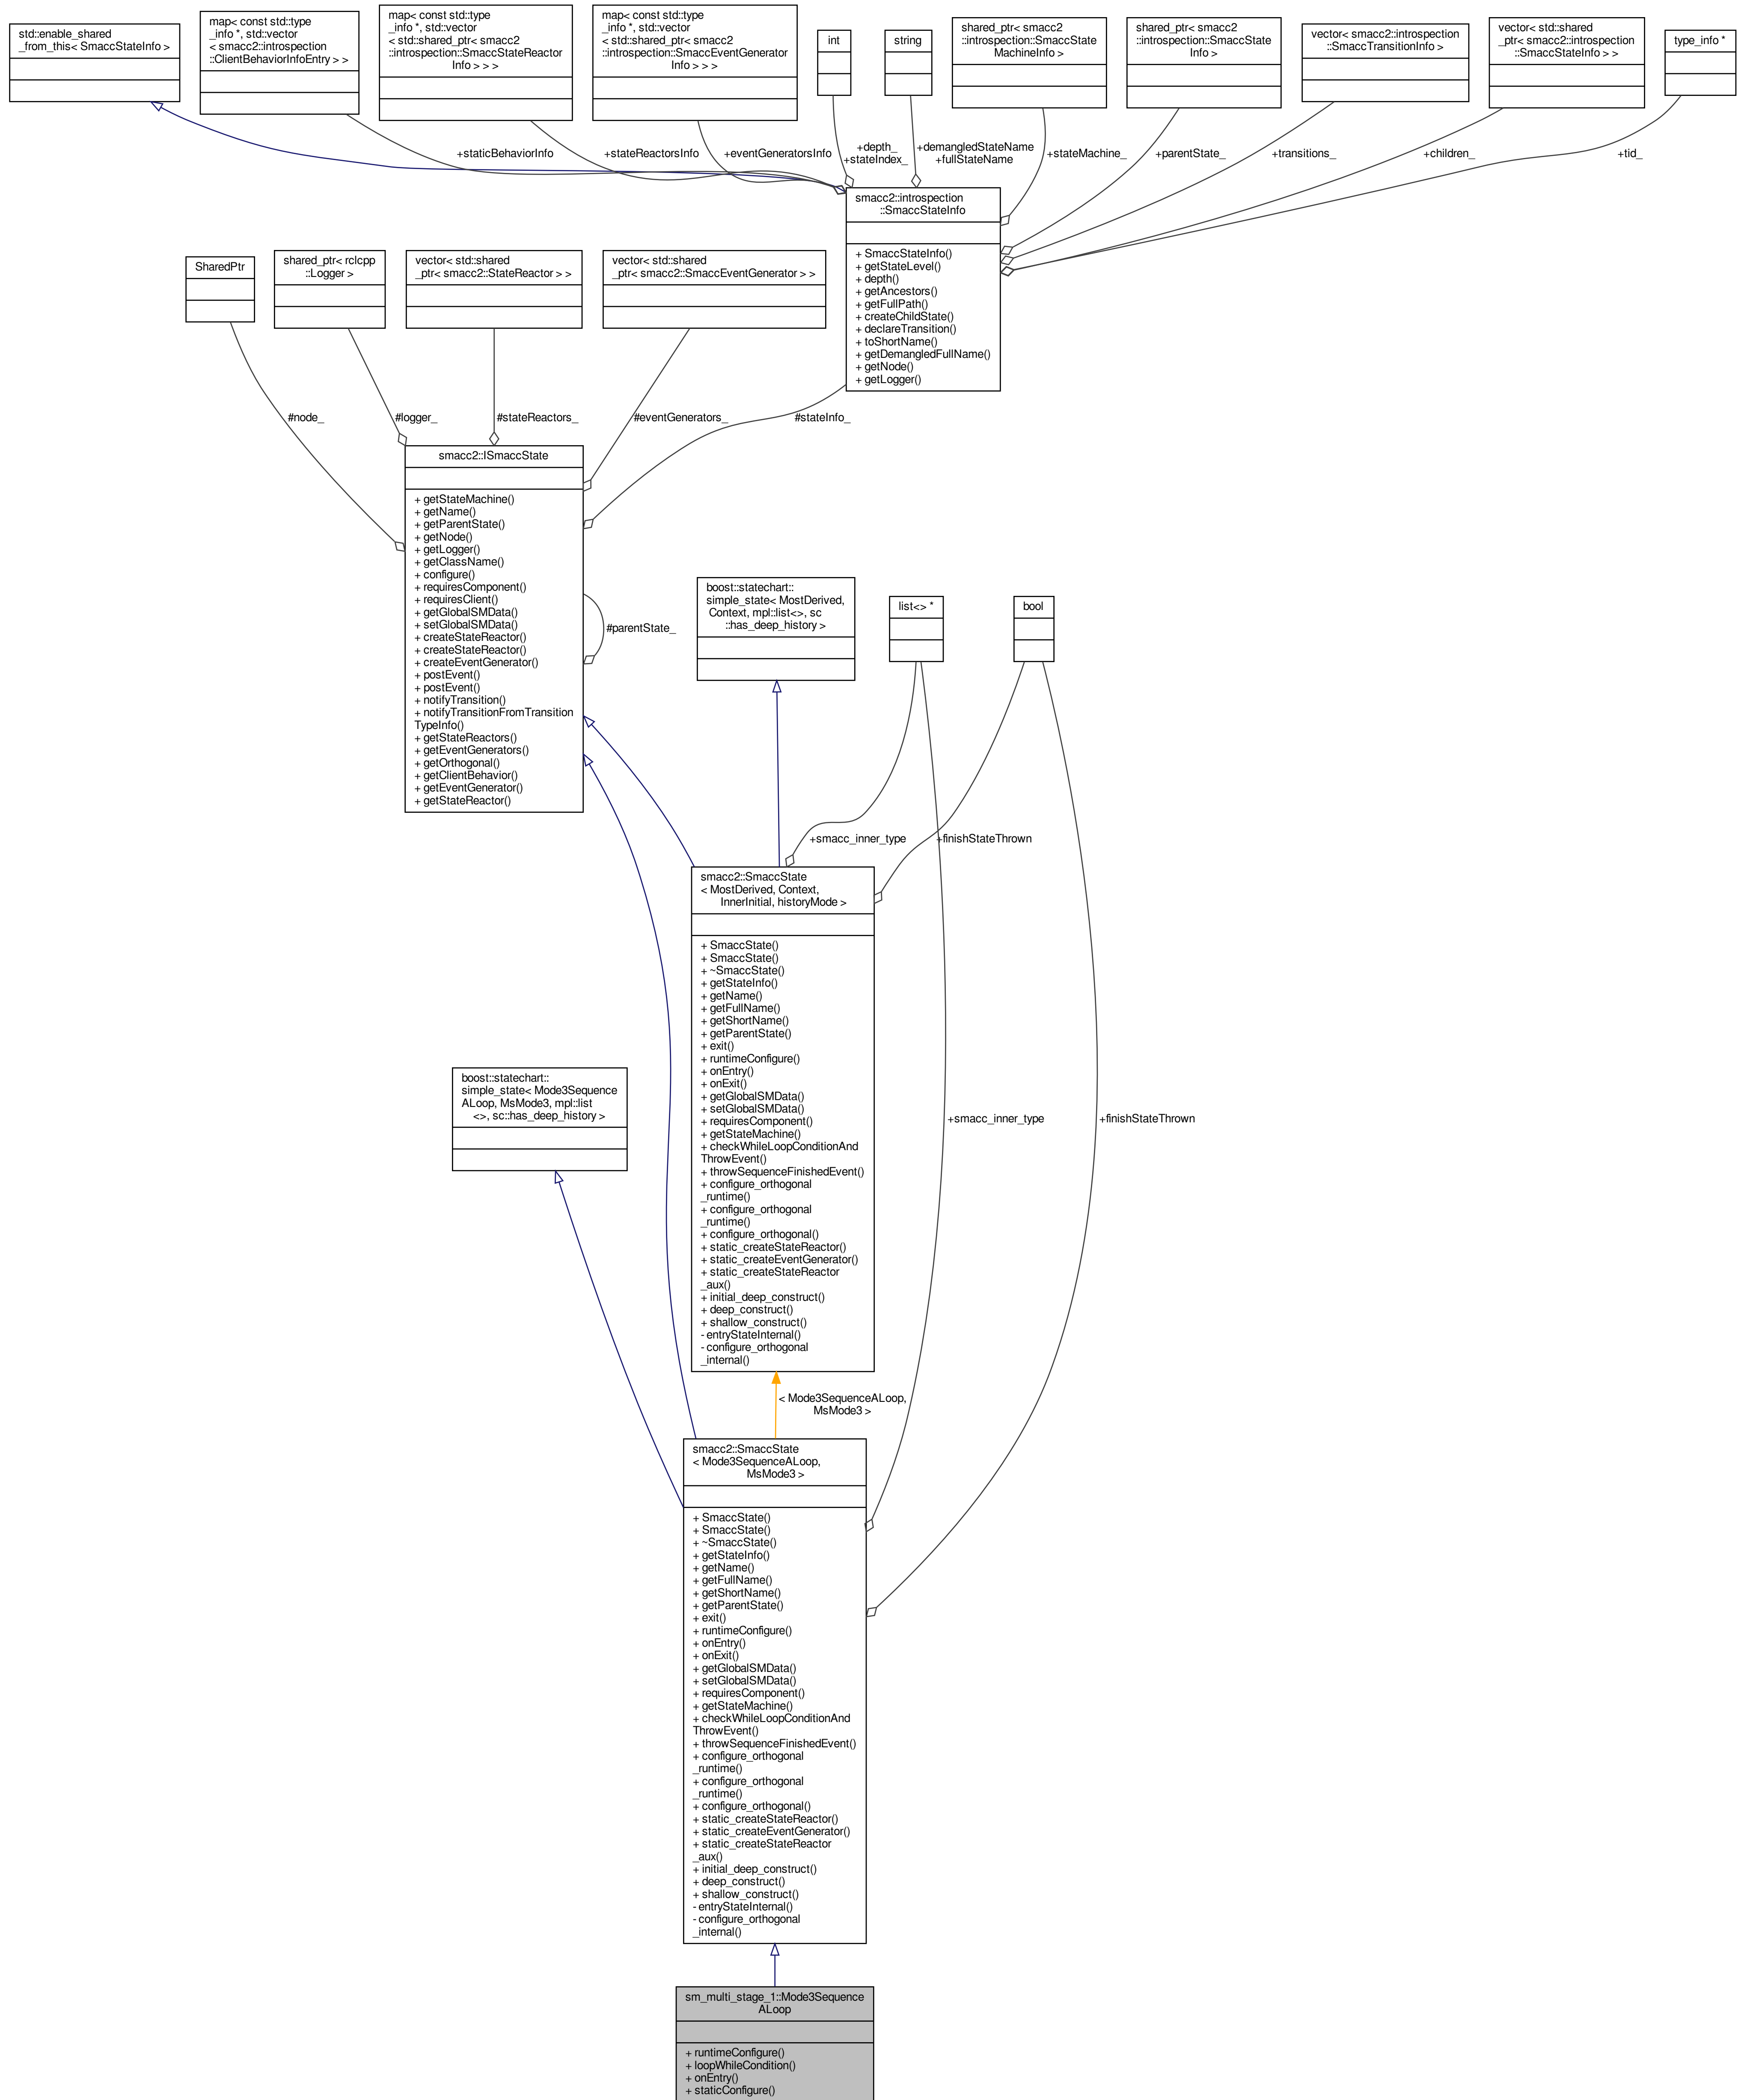 std::enable_shared
_from_this< SmaccStateInfo >
map< const std::type
_info *, std::vector
< smacc2::introspection
::ClientBehaviorInfoEntry > >
map< const std::type
_info *, std::vector
< std::shared_ptr< smacc2
::introspection::SmaccStateReactor
Info > > >
map< const std::type
_info *, std::vector
< std::shared_ptr< smacc2
::introspection::SmaccEventGenerator
Info > > >
int
string
shared_ptr< smacc2
::introspection::SmaccState
MachineInfo >
shared_ptr< smacc2
::introspection::SmaccState
Info >
vector< smacc2::introspection
::SmaccTransitionInfo >
vector< std::shared
_ptr< smacc2::introspection
::SmaccStateInfo > >
type_info *
+staticBehaviorInfo
+stateReactorsInfo
+eventGeneratorsInfo
+depth_
+stateIndex_
+demangledStateName
+fullStateName
+stateMachine_
+parentState_
+transitions_
+children_
+tid_
smacc2::introspection
::SmaccStateInfo
+ SmaccStateInfo()
+ getStateLevel()
+ depth()
+ getAncestors()
+ getFullPath()
+ createChildState()
+ declareTransition()
+ toShortName()
+ getDemangledFullName()
+ getNode()
+ getLogger()
SharedPtr
shared_ptr< rclcpp
::Logger >
vector< std::shared
_ptr< smacc2::StateReactor > >
vector< std::shared
_ptr< smacc2::SmaccEventGenerator > >
#node_
#logger_
#stateReactors_
#eventGenerators_
#stateInfo_
smacc2::ISmaccState
+ getStateMachine()
+ getName()
+ getParentState()
+ getNode()
+ getLogger()
+ getClassName()
+ configure()
+ requiresComponent()
+ requiresClient()
+ getGlobalSMData()
+ setGlobalSMData()
+ createStateReactor()
+ createStateReactor()
+ createEventGenerator()
+ postEvent()
+ postEvent()
+ notifyTransition()
+ notifyTransitionFromTransition
TypeInfo()
+ getStateReactors()
+ getEventGenerators()
+ getOrthogonal()
+ getClientBehavior()
+ getEventGenerator()
+ getStateReactor()
#parentState_
boost::statechart::
simple_state< MostDerived,
Context, mpl::list<>, sc
::has_deep_history >
list<> *
bool
+smacc_inner_type
+finishStateThrown
smacc2::SmaccState
< MostDerived, Context,
InnerInitial, historyMode >
+ SmaccState()
+ SmaccState()
+ ~SmaccState()
+ getStateInfo()
+ getName()
+ getFullName()
+ getShortName()
+ getParentState()
+ exit()
+ runtimeConfigure()
+ onEntry()
+ onExit()
+ getGlobalSMData()
+ setGlobalSMData()
+ requiresComponent()
+ getStateMachine()
+ checkWhileLoopConditionAnd
ThrowEvent()
+ throwSequenceFinishedEvent()
+ configure_orthogonal
_runtime()
+ configure_orthogonal
_runtime()
+ configure_orthogonal()
+ static_createStateReactor()
+ static_createEventGenerator()
+ static_createStateReactor
_aux()
+ initial_deep_construct()
+ deep_construct()
+ shallow_construct()
- entryStateInternal()
- configure_orthogonal
_internal()
boost::statechart::
simple_state< Mode3Sequence
ALoop, MsMode3, mpl::list
<>, sc::has_deep_history >
+smacc_inner_type
+finishStateThrown
< Mode3SequenceALoop,
MsMode3 >
smacc2::SmaccState
< Mode3SequenceALoop,
MsMode3 >
+ SmaccState()
+ SmaccState()
+ ~SmaccState()
+ getStateInfo()
+ getName()
+ getFullName()
+ getShortName()
+ getParentState()
+ exit()
+ runtimeConfigure()
+ onEntry()
+ onExit()
+ getGlobalSMData()
+ setGlobalSMData()
+ requiresComponent()
+ getStateMachine()
+ checkWhileLoopConditionAnd
ThrowEvent()
+ throwSequenceFinishedEvent()
+ configure_orthogonal
_runtime()
+ configure_orthogonal
_runtime()
+ configure_orthogonal()
+ static_createStateReactor()
+ static_createEventGenerator()
+ static_createStateReactor
_aux()
+ initial_deep_construct()
+ deep_construct()
+ shallow_construct()
- entryStateInternal()
- configure_orthogonal
_internal()
sm_multi_stage_1::Mode3Sequence
ALoop
+ runtimeConfigure()
+ loopWhileCondition()
+ onEntry()
+ staticConfigure()